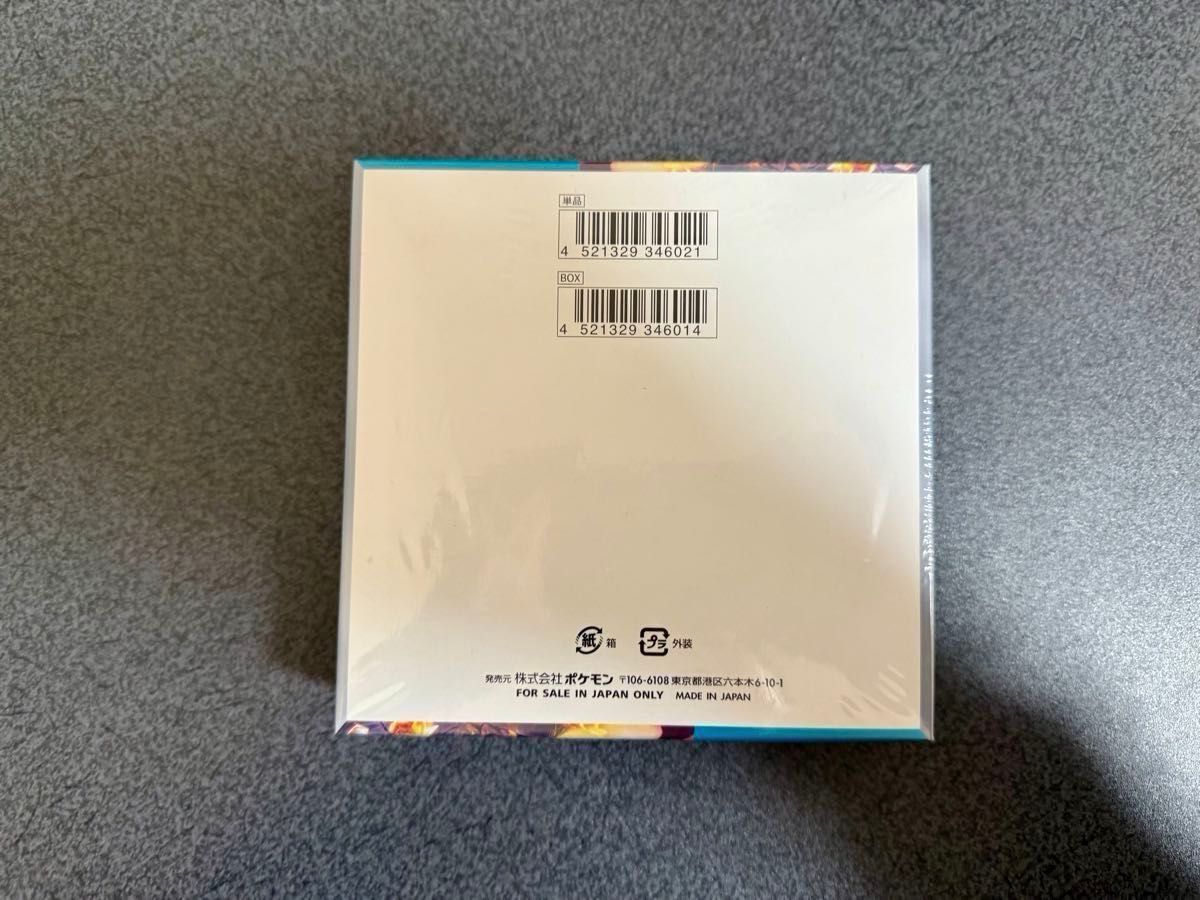 単品
4 521329 346021
BOX
4 521329 346014
紙 箱 プラ 外装
発売元 株式会社 ポケモン 〒106-6108 東京都港区六本木6-10-1
FOR SALE IN JAPAN ONLY MADE IN JAPAN